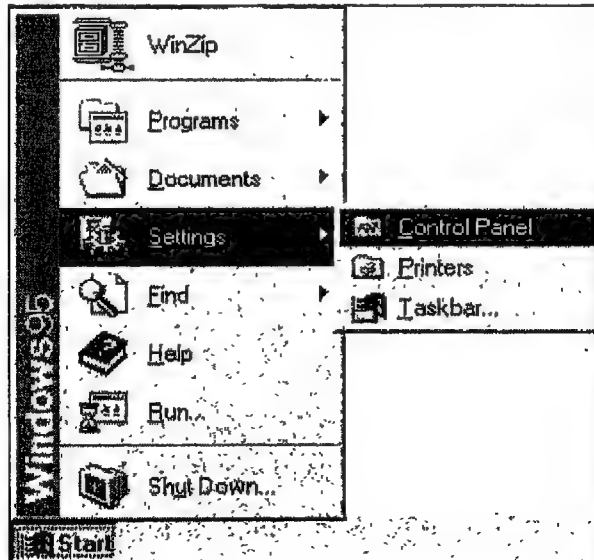 WinZip
Programs
Documents
Settings
Control Panel
Printers
Find
Taskbar...
Help
Run...
Shut Down...
Windows95
Start